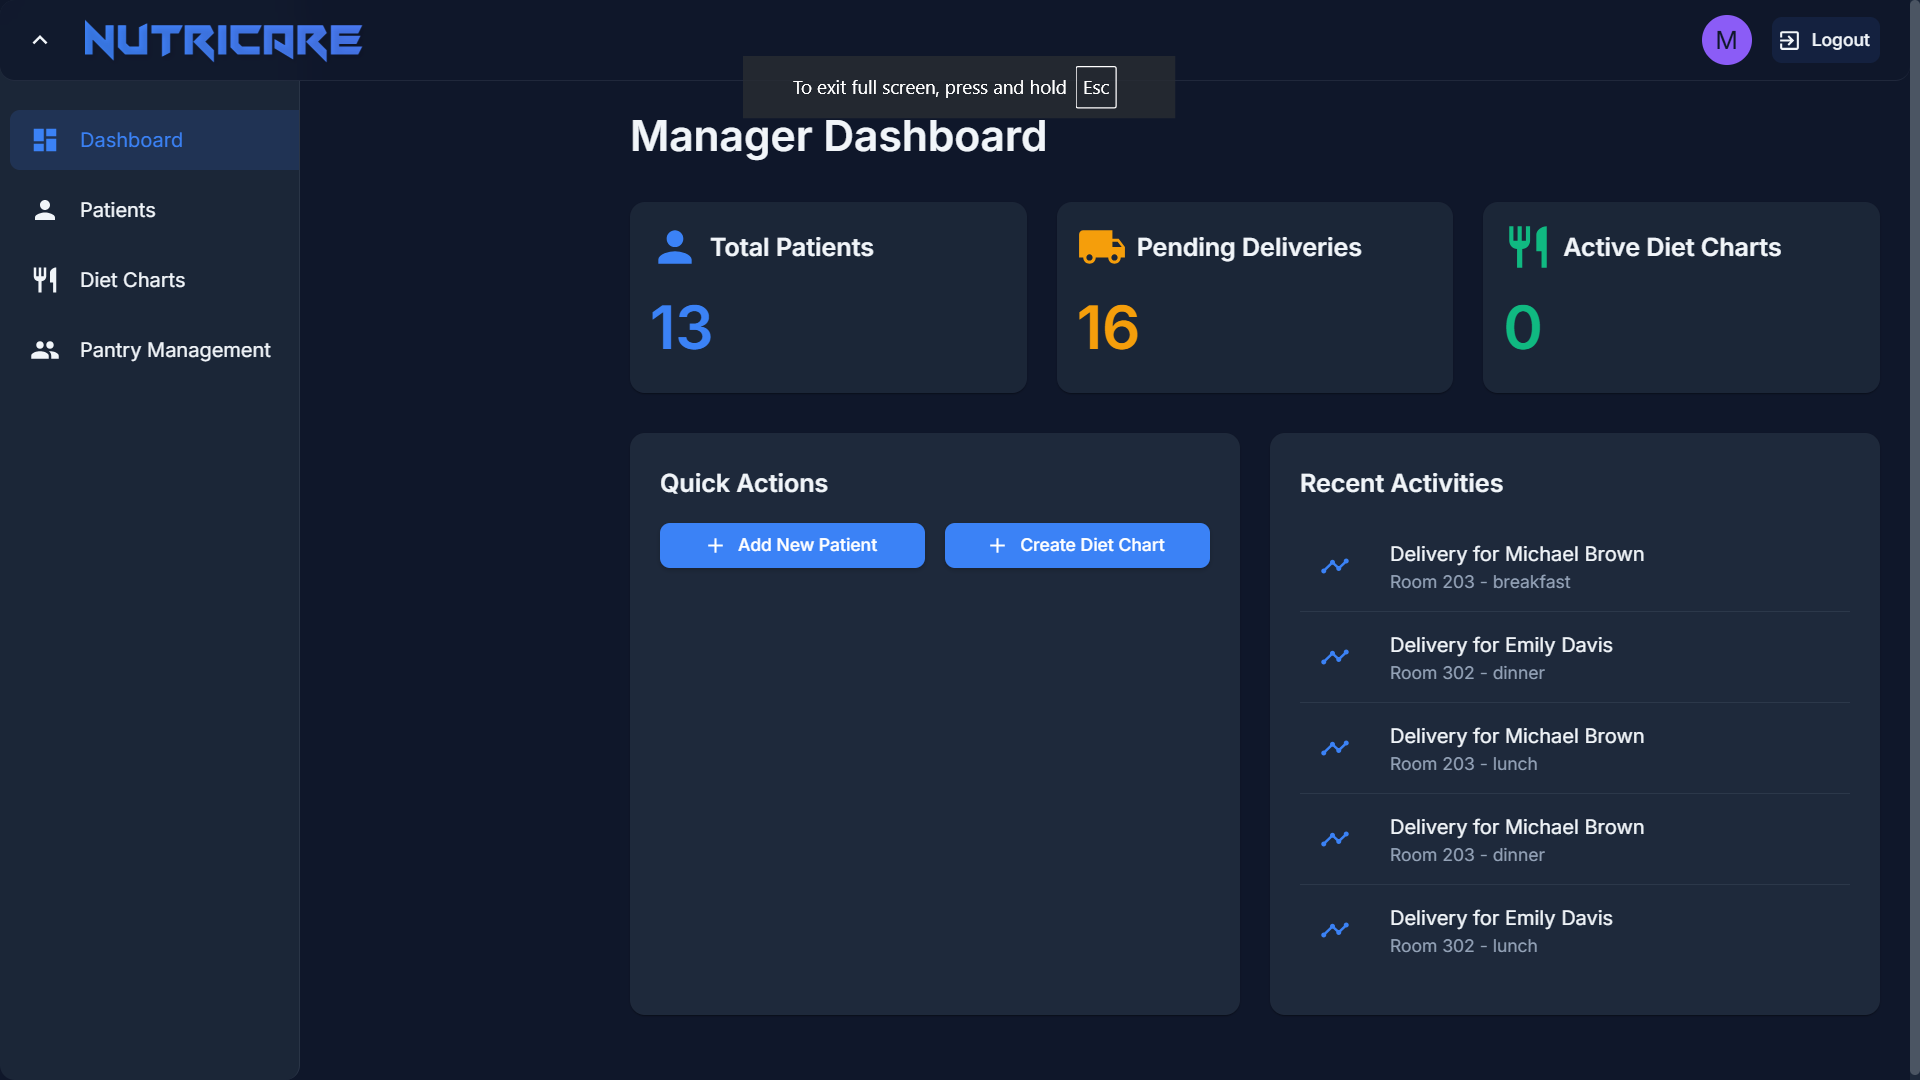 NUTRICARE
M
Logout
To exit full screen, press and hold Esc
Dashboard
Patients
Diet Charts
Pantry Management
Manager Dashboard
Total Patients
13
Pending Deliveries
16
Active Diet Charts
0
Quick Actions
Add New Patient
Create Diet Chart
Recent Activities
Delivery for Michael Brown
Room 203 - breakfast
Delivery for Emily Davis
Room 302 - dinner
Delivery for Michael Brown
Room 203 - lunch
Delivery for Michael Brown
Room 203 - dinner
Delivery for Emily Davis
Room 302 - lunch